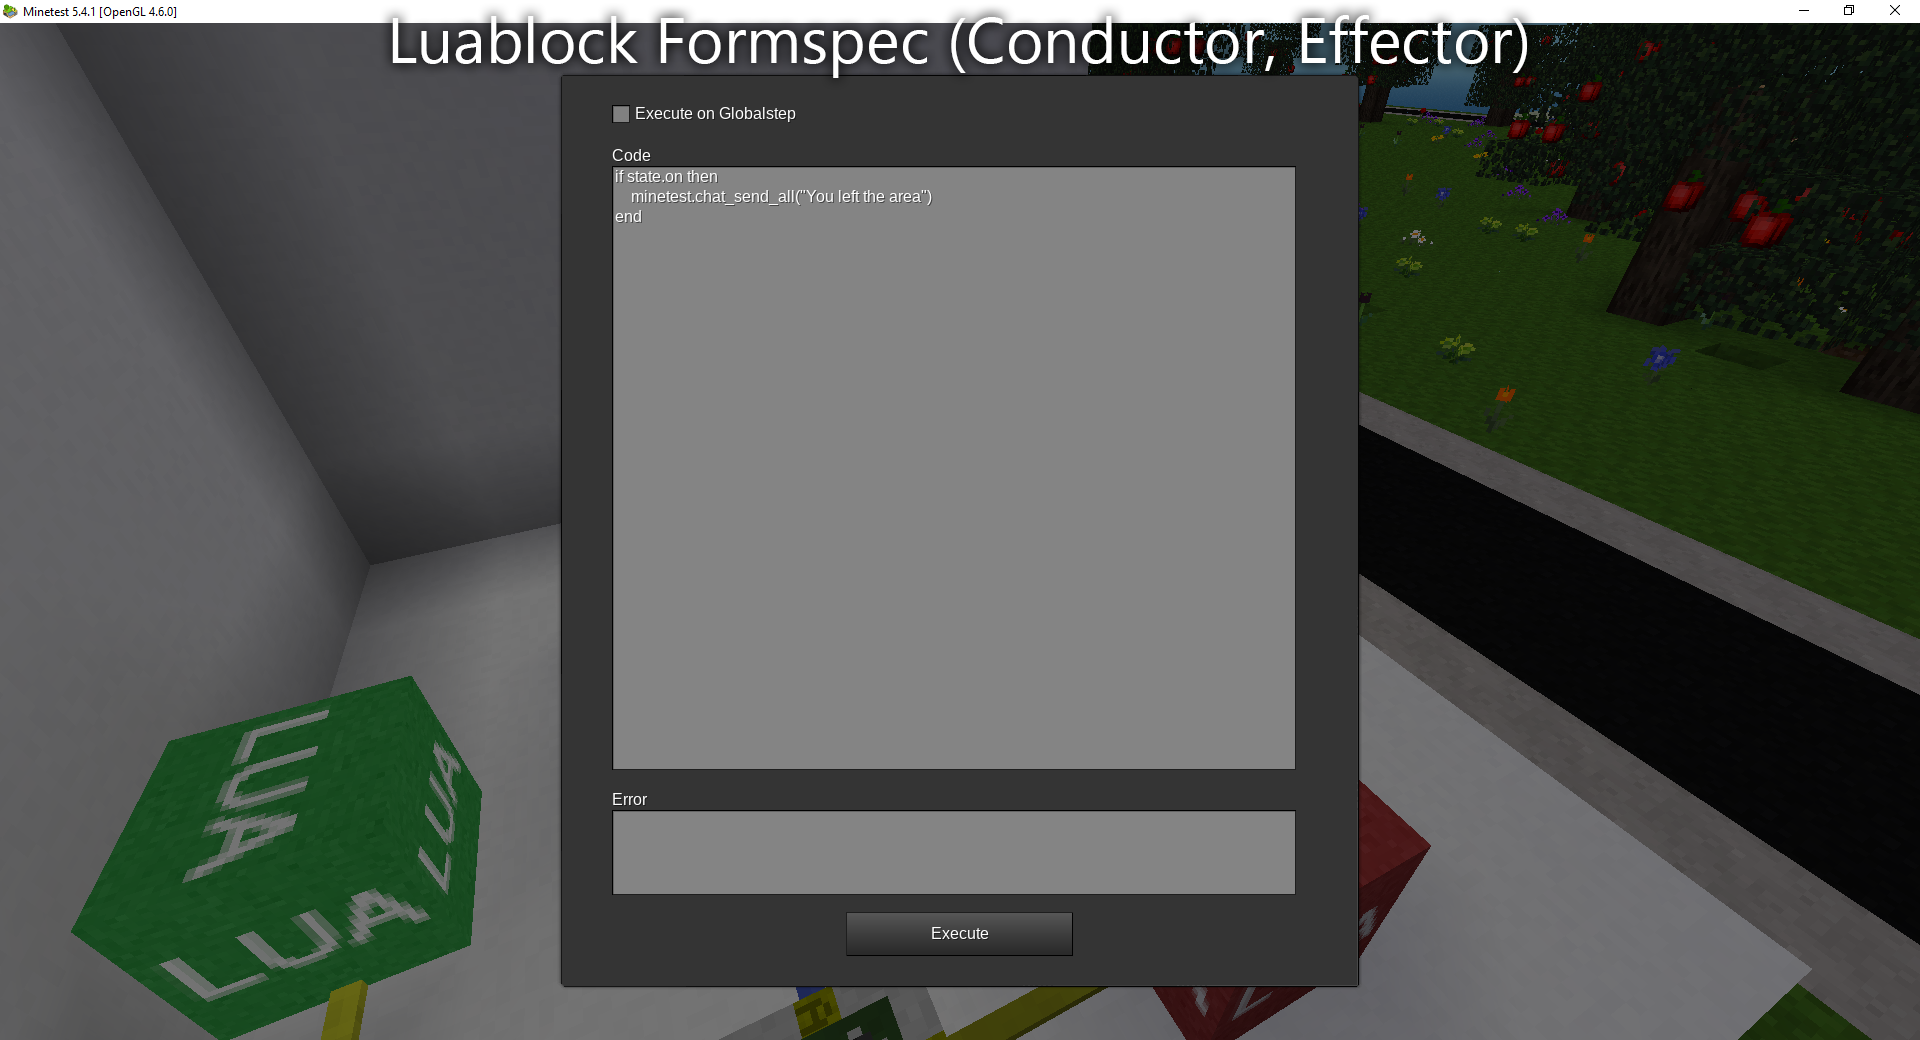 Minetest 5.4.1 [OpenGL 4.6.0]
Luablock Formspec (Conductor, Effector)
Execute on Globalstep
Code
if state.on then
    minetest.chat_send_all("You left the area")
end
Error
Execute
LUA
LUA
LUA